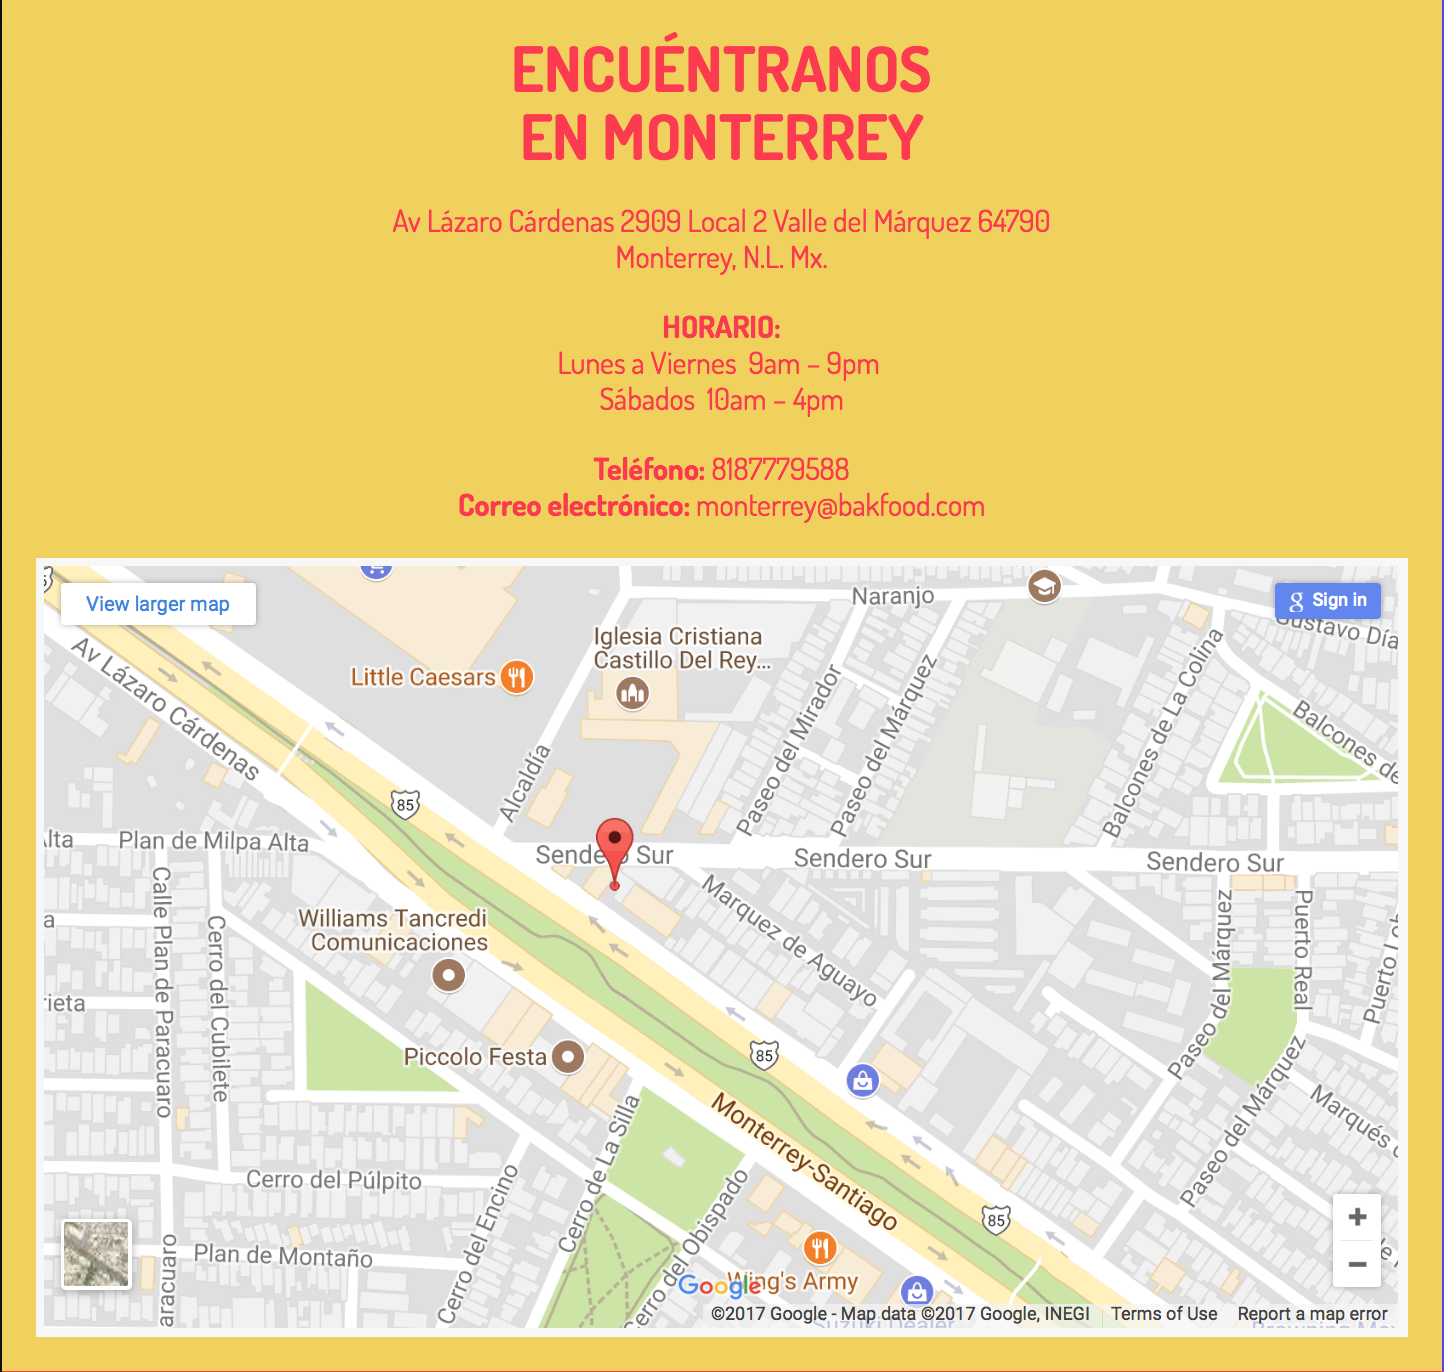 ENCUÉNTRANOS
EN MONTERREY
Av Lázaro Cárdenas 2909 Local 2 Valle del Márquez 64790
Monterrey, N.L. Mx.
HORARIO:
Lunes a Viernes 9am – 9pm
Sábados 10am – 4pm
Teléfono: 8187779588
Correo electrónico: monterrey@bakfood.com
View larger map
Sign in
Naranjo
Gustavo Día
Iglesia Cristiana
Castillo Del Rey...
Little Caesars
Av Lázaro Cárdenas
Alcaldía
Paseo del Mirador
Paseo del Márquez
Balcones de La Colina
Balcones de
85
Alta
Plan de Milpa Alta
Sendero Sur
Sendero Sur
Sendero Sur
Calle Plan de Paracuaro
Cerro del Cubilete
Williams Tancredi
Comunicaciones
Marquez de Aguayo
Paseo del Márquez
Puerto Real
Piccolo Festa
85
Paseo del Márquez
Monterrey-Santiago
Cerro de La Silla
Cerro del Púlpito
Cerro del Encino
Cerro del Obispado
85
Plan de Montaño
Wing's Army
Google
Suzuki Dealer
©2017 Google - Map data ©2017 Google, INEGI
Terms of Use
Report a map error